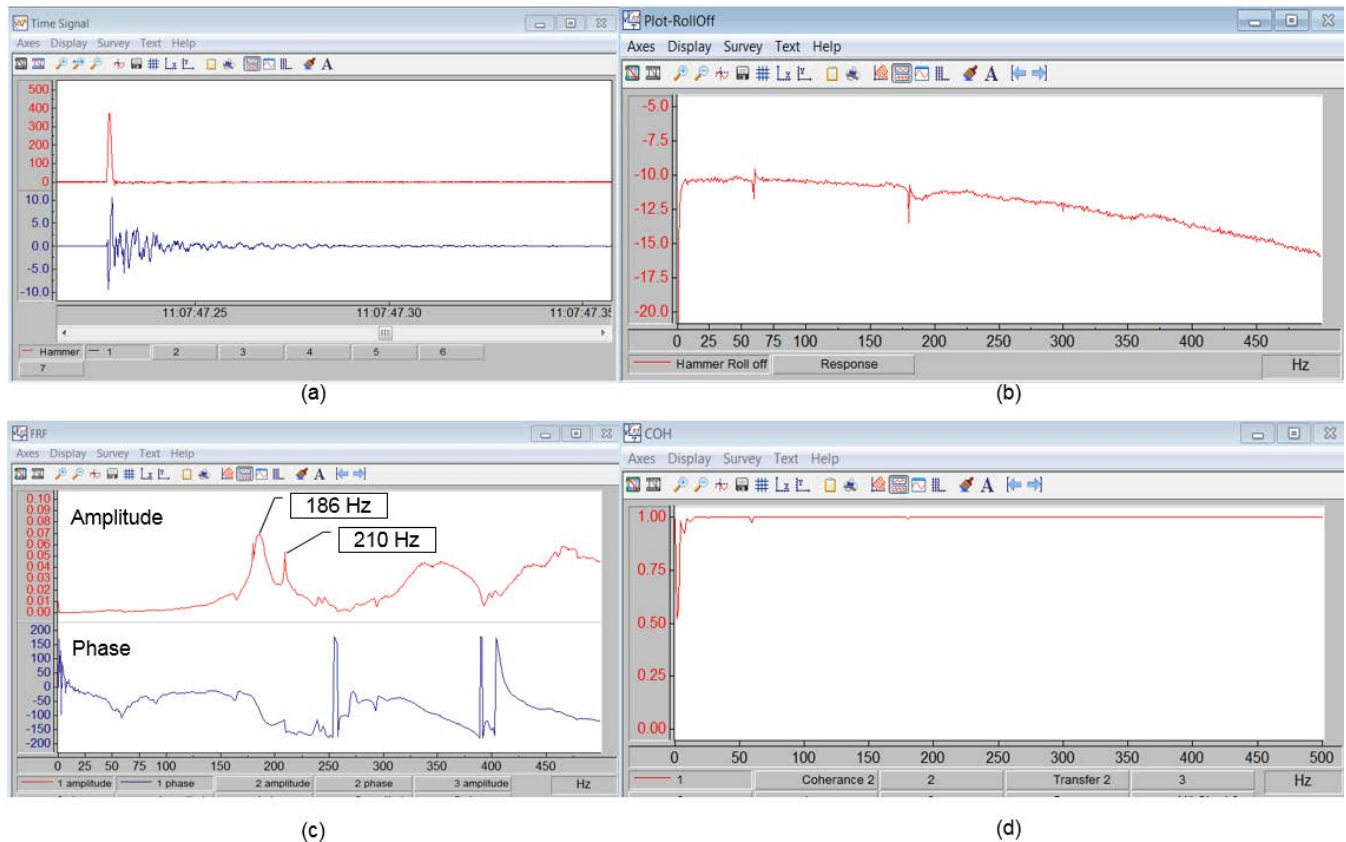 Time Signal
Axes Display Survey Text Help
500
400
300
200
100
0
10.0
5.0
0.0
-5.0
-10.0
11:07:47.25 11:07:47.30 11:07:47.35
Hammer 1 2 3 4 5 6
7
(a)
Plot-RollOff
Axes Display Survey Text Help
-5.0
-7.5
-10.0
-12.5
-15.0
-17.5
-20.0
0 25 50 75 100 150 200 250 300 350 400 450
Hammer Roll off Response Hz
(b)
FRF
Axes Display Survey Text Help
0.10
0.09
0.08
0.07
0.06
0.05
0.04
0.03
0.02
0.01
0.00
Amplitude
186 Hz
210 Hz
200
150
100
50
0
-50
-100
-150
-200
Phase
0 25 50 75 100 150 200 250 300 350 400 450
1 amplitude 1 phase 2 amplitude 2 phase 3 amplitude Hz
(c)
COH
Axes Display Survey Text Help
1.00
0.75
0.50
0.25
0.00
0 50 100 150 200 250 300 350 400 450 500
1 Coherance 2 2 Transfer 2 3 Hz
(d)